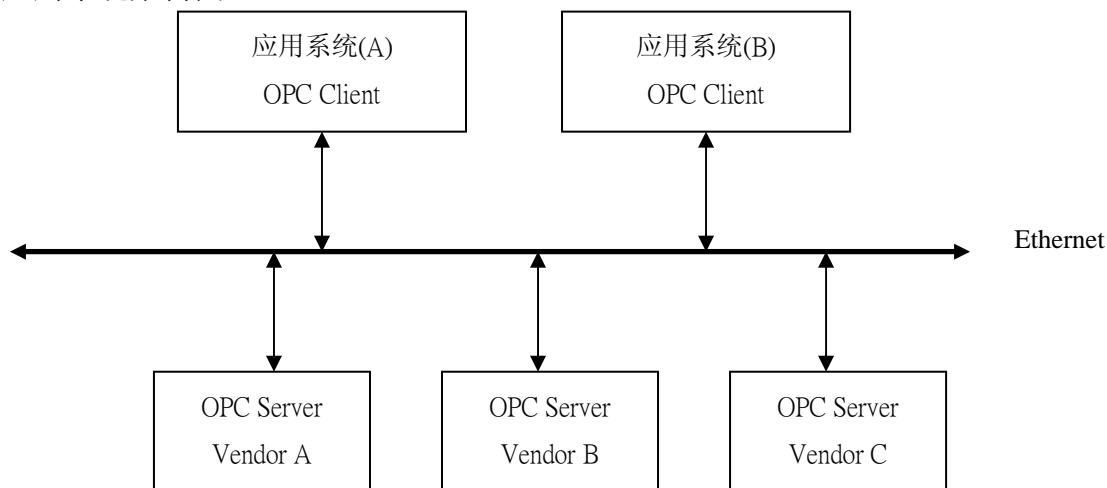 应用系统(A)
OPC Client
应用系统(B)
OPC Client
Ethernet
OPC Server
Vendor A
OPC Server
Vendor B
OPC Server
Vendor C